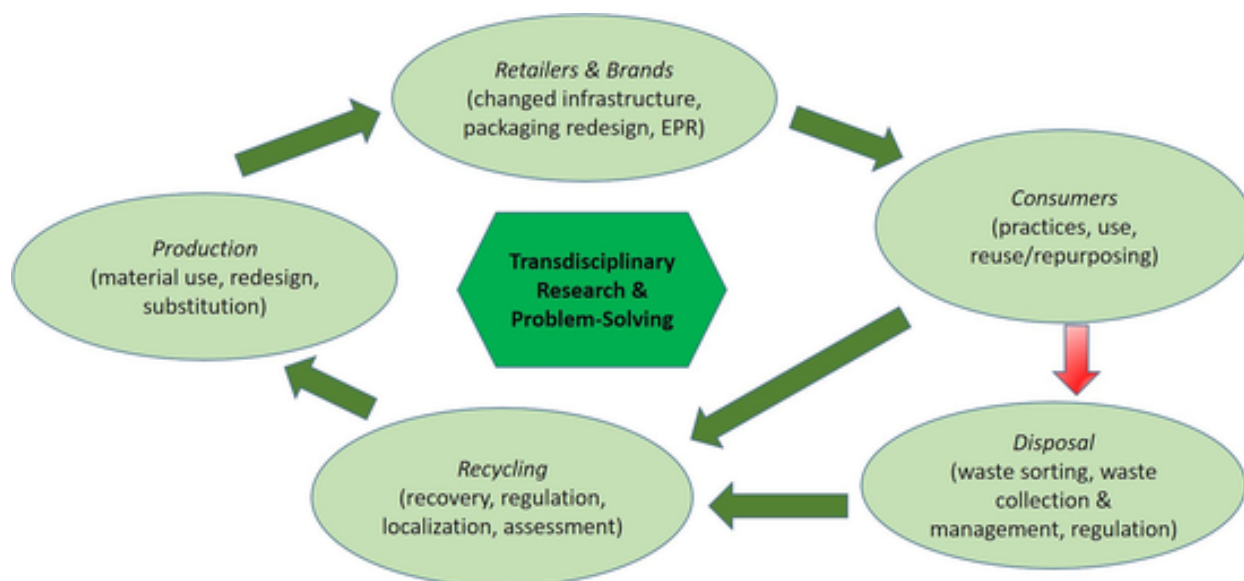 Retailers & Brands
(changed infrastructure,
packaging redesign, EPR)
Consumers
(practices, use,
reuse/repurposing)
Production
(material use, redesign,
substitution)
Transdisciplinary
Research &
Problem-Solving
Disposal
(waste sorting, waste
collection &
management, regulation)
Recycling
(recovery, regulation,
localization, assessment)